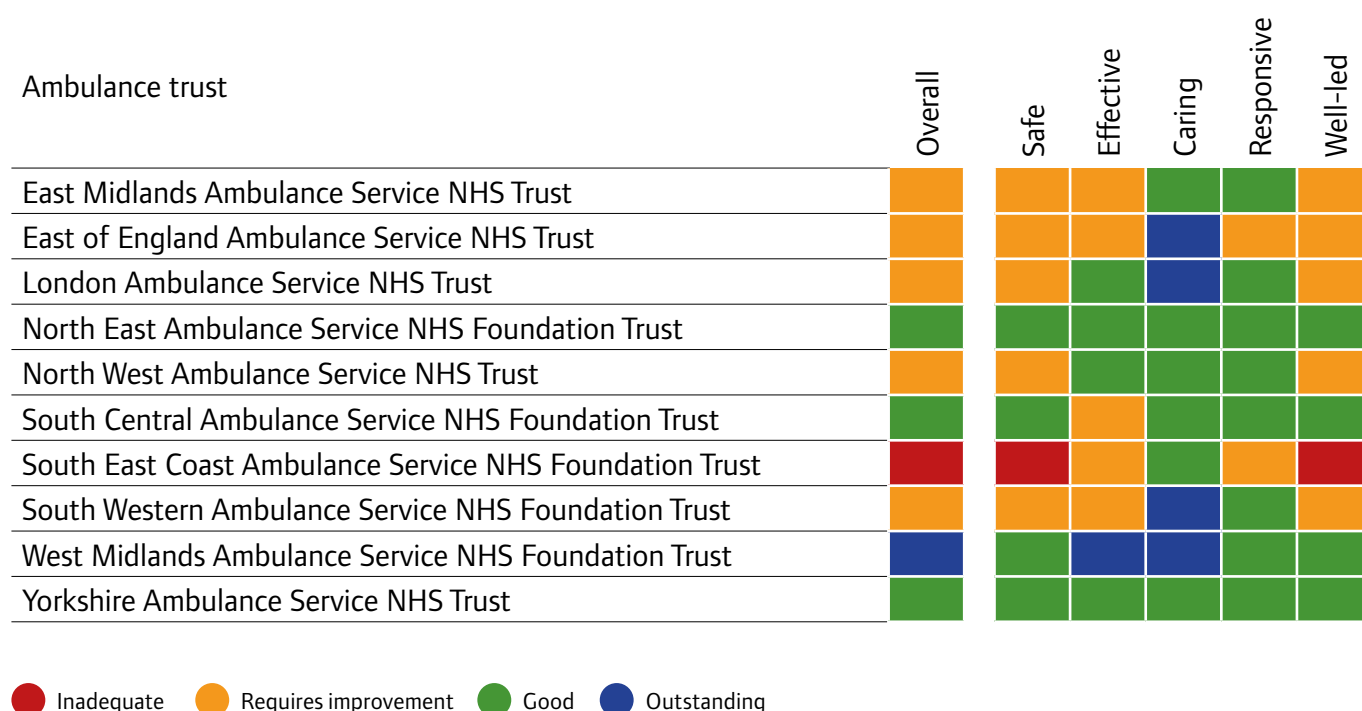 Ambulance trust
Overall
Safe
Effective
Caring
Responsive
Well-led
East Midlands Ambulance Service NHS Trust
East of England Ambulance Service NHS Trust
London Ambulance Service NHS Trust
North East Ambulance Service NHS Foundation Trust
North West Ambulance Service NHS Trust
South Central Ambulance Service NHS Foundation Trust
South East Coast Ambulance Service NHS Foundation Trust
South Western Ambulance Service NHS Foundation Trust
West Midlands Ambulance Service NHS Foundation Trust
Yorkshire Ambulance Service NHS Trust
Inadequate Requires improvement Good Outstanding